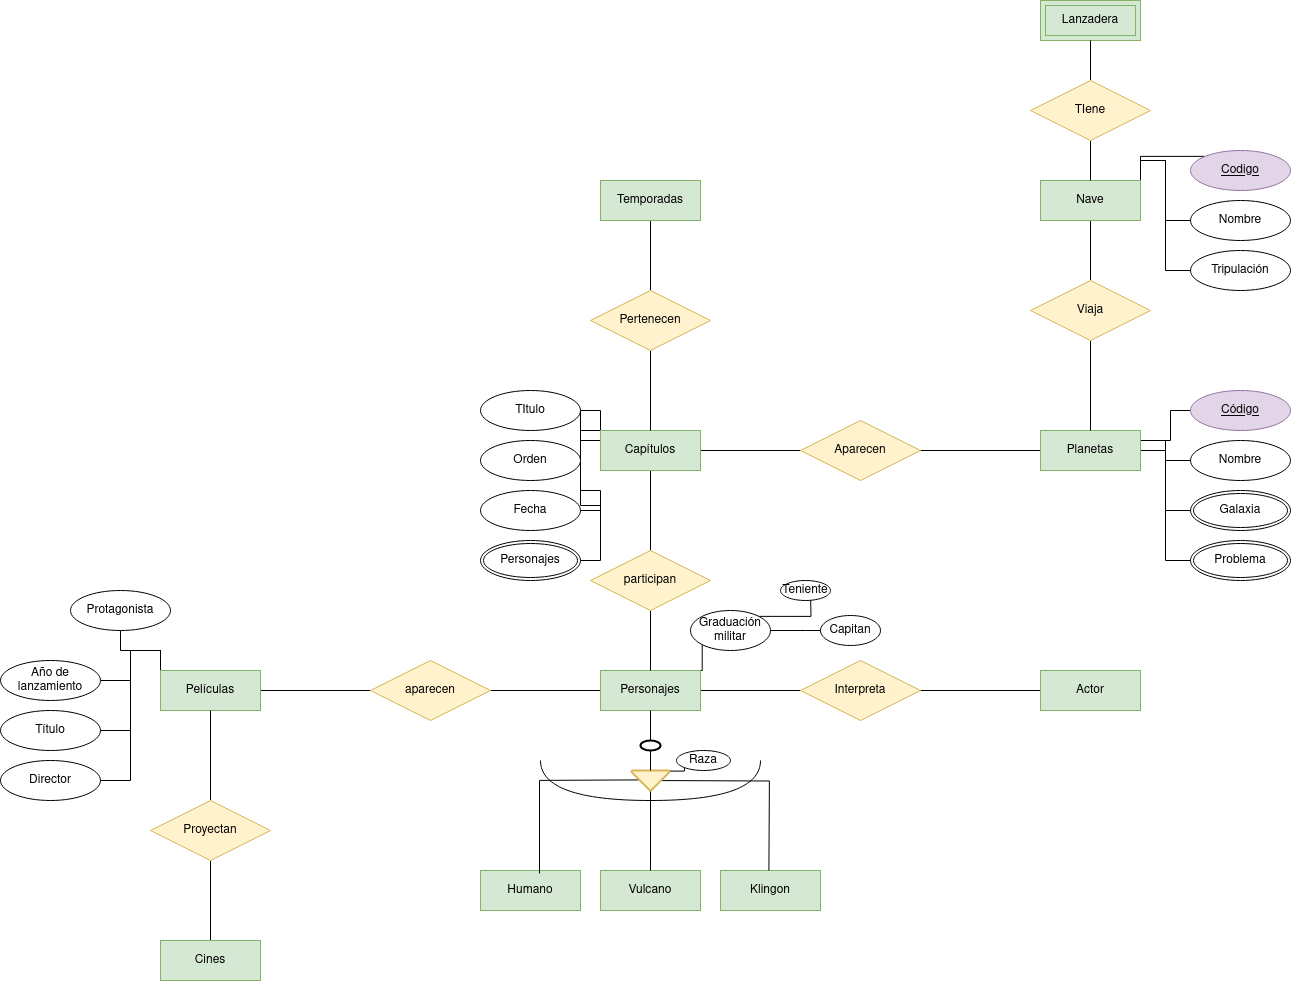 Lanzadera
TIene
Codigo
Temporadas
Nave
Nombre
Tripulación
Pertenecen
Viaja
TItulo
Código
Capítulos
Aparecen
Planetas
Orden
Nombre
Fecha
Galaxia
Personajes
Problema
participan
Teniente
Protagonista
Graduación
militar
Capitan
Año de
lanzamiento
Películas
aparecen
Personajes
Interpreta
Actor
Título
Raza
Director
Proyectan
Humano
Vulcano
Klingon
Cines